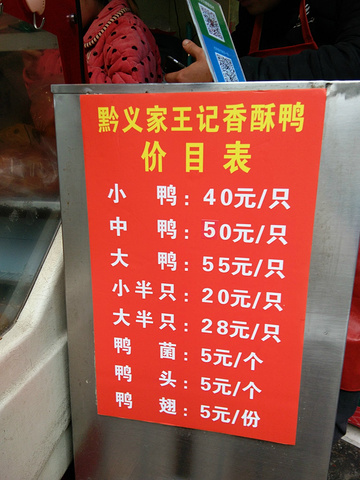 黔义家王记香酥鸭
价目表
小鸭：40元/只
中鸭：50元/只
大鸭：55元/只
小半只：20元/只
大半只：28元/只
鸭菌：5元/个
鸭头：5元/个
鸭翅：5元/份